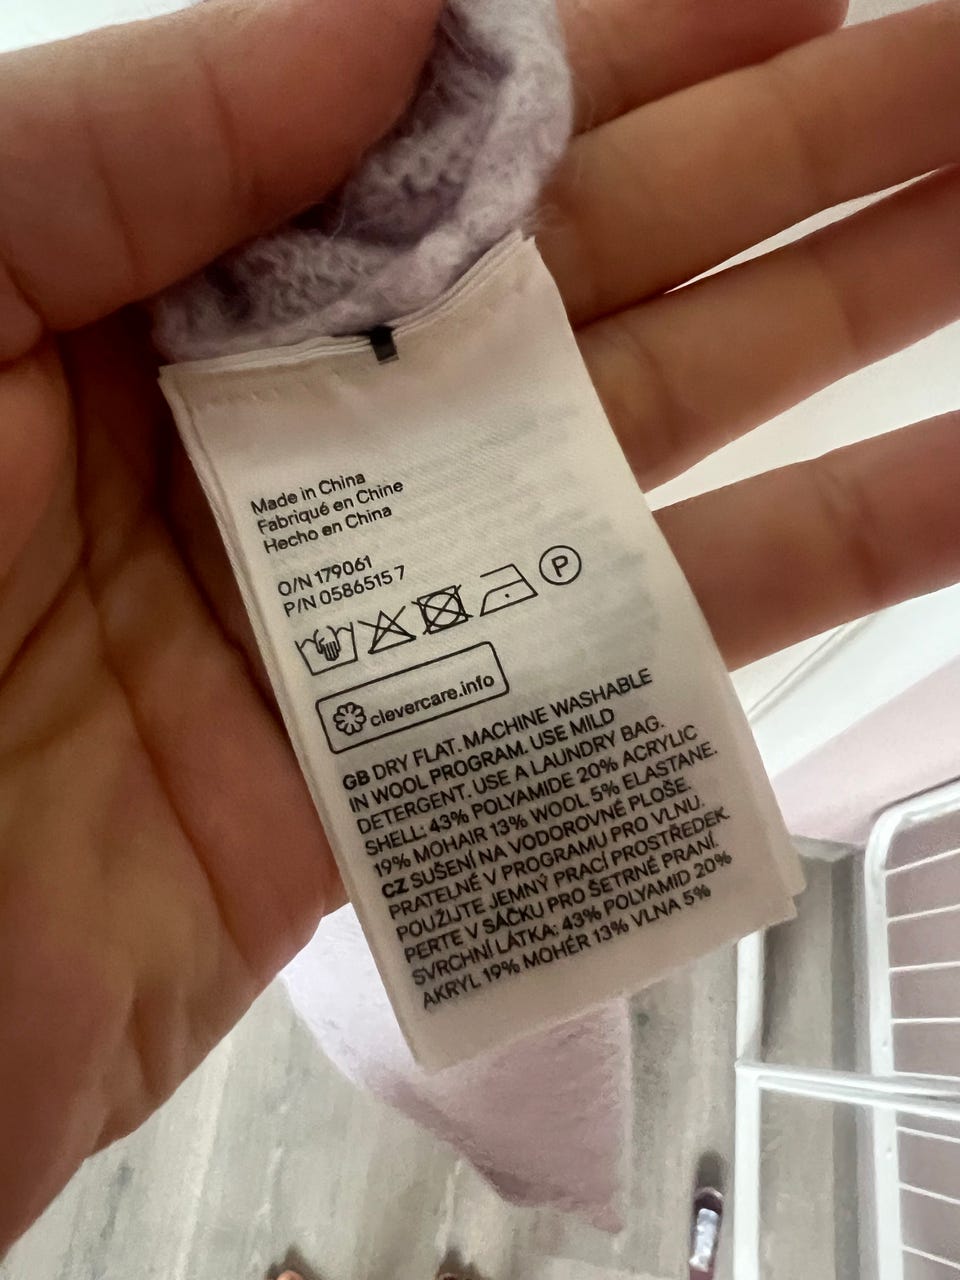 Made in China
Fabriqué en Chine
Hecho en China
O/N 179061
P/N 0586515 7
P
clevercare.info
GB DRY FLAT. MACHINE WASHABLE
IN WOOL PROGRAM. USE MILD
DETERGENT. USE A LAUNDRY BAG.
SHELL: 43% POLYAMIDE 20% ACRYLIC
19% MOHAIR 13% WOOL 5% ELASTANE.
CZ SUŠENÍ NA VODOROVNÉ PLOŠE.
PRATELNÉ V PROGRAMU PRO VLNU.
POUŽIJTE JEMNÝ PRACÍ PROSTŘEDEK.
PERTE V SÁČKU PRO ŠETRNÉ PRANÍ.
SVRCHNÍ LÁTKA: 43% POLYAMID 20%
AKRYL 19% MOHÉR 13% VLNA 5%